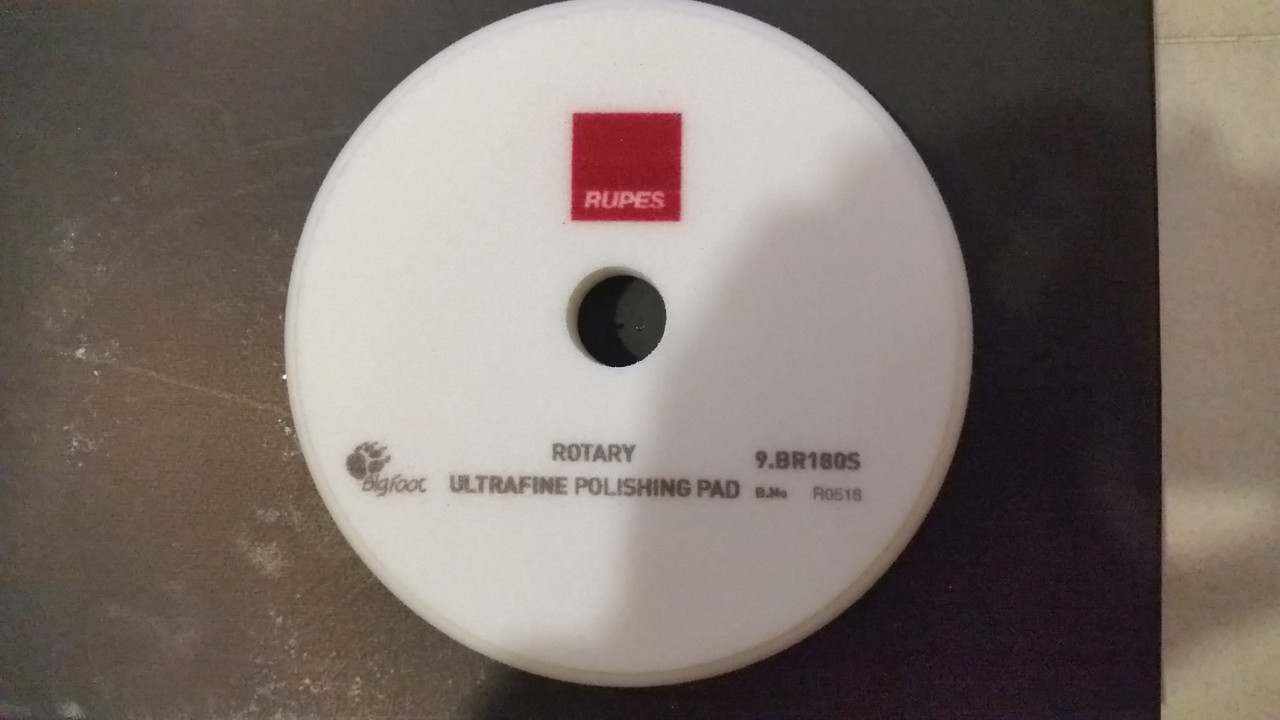 RUPES
Bigfoot
ROTARY
ULTRAFINE POLISHING PAD
9.BR180S
B.No R0518